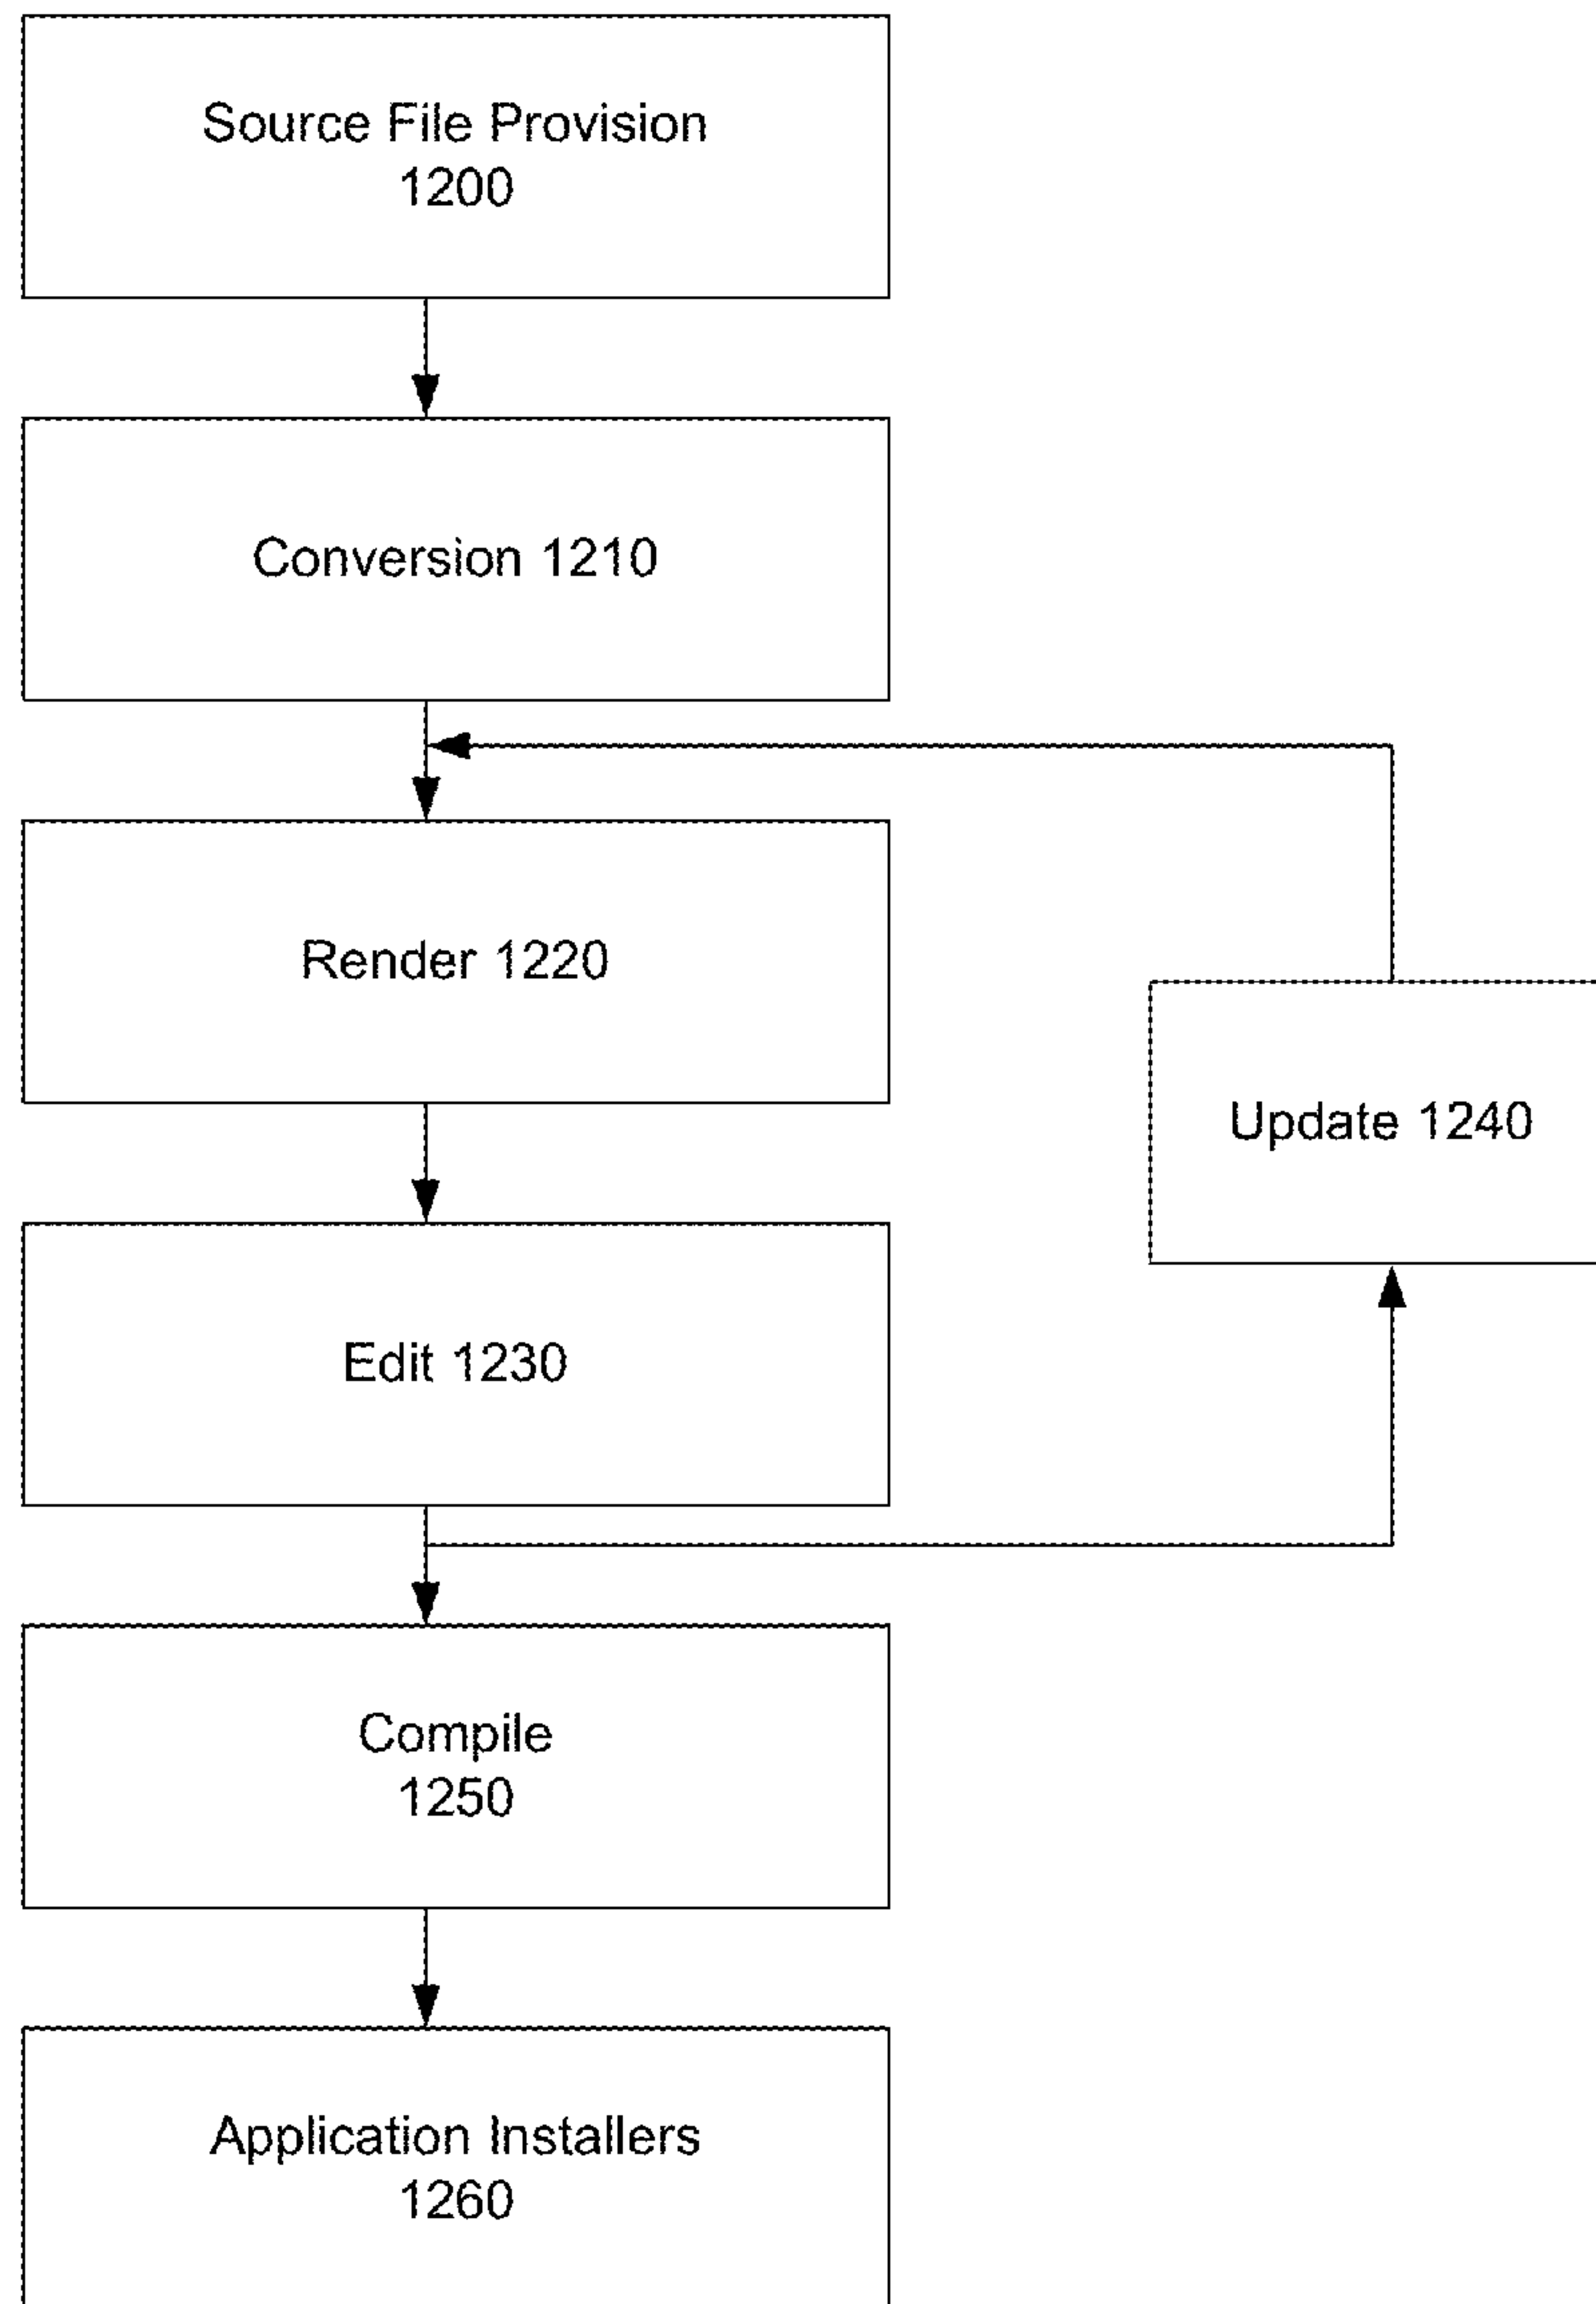 Source File Provision
1200
Conversion 1210
Render 1220
Update 1240
Edit 1230
Compile
1250
Application Installers
1260